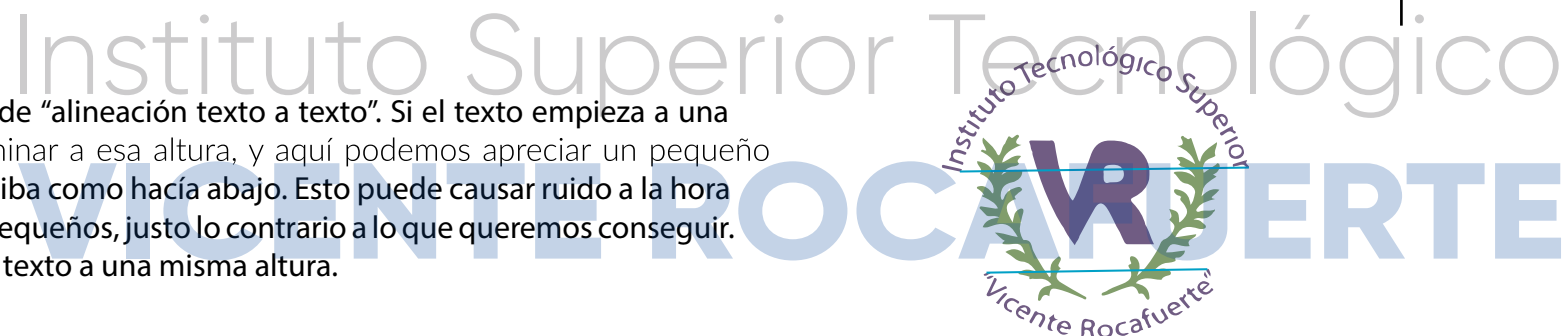 Instituto Superior Tecnológico
de “alineación texto a texto”. Si el texto empieza a una
minar a esa altura, y aquí podemos apreciar un pequeño
iba como hacía abajo. Esto puede causar ruido a la hora
VICENTE ROCAFUERTE
equeños, justo lo contrario a lo que queremos conseguir.
texto a una misma altura.
Instituto Tecnológico Superior
VR
“Vicente Rocafuerte”